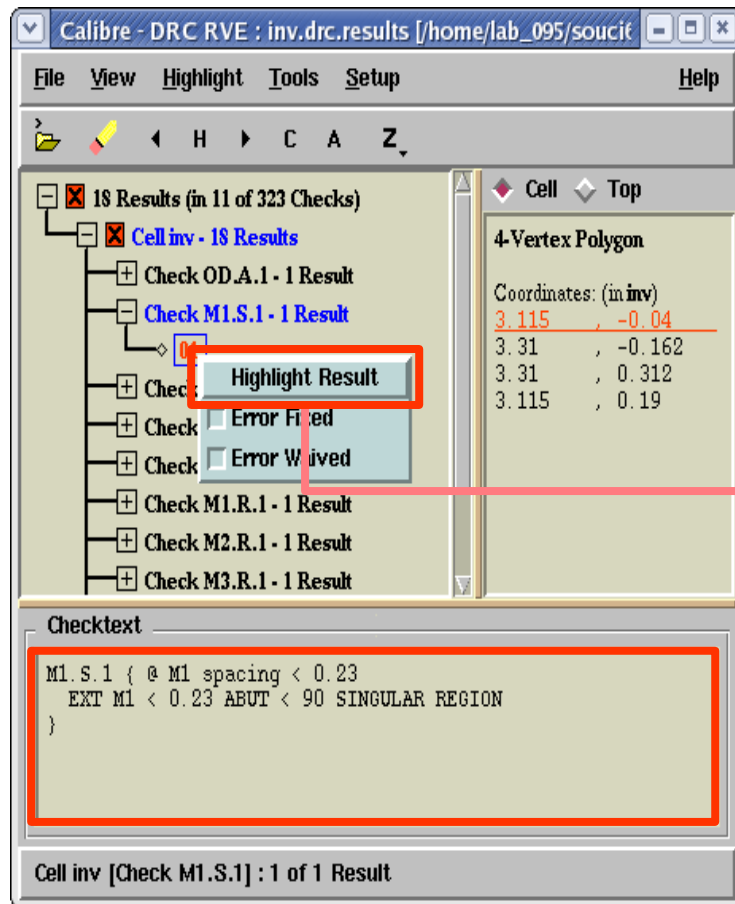 Calibre - DRC RVE : inv.drc.results [/home/lab_095/souci
File View Highlight Tools Setup Help
H C A Z
18 Results (in 11 of 323 Checks)
Cell inv - 18 Results
Check OD.A.1 - 1 Result
Check M1.S.1 - 1 Result
Highlight Result
Check
Error Fixed
Check
Error Waived
Check
Check M1.R.1 - 1 Result
Check M2.R.1 - 1 Result
Check M3.R.1 - 1 Result
Cell Top
4-Vertex Polygon
Coordinates: (in inv)
3.115 , -0.04
3.31 , -0.162
3.31 , 0.312
3.115 , 0.19
Checktext
M1.S.1 { @ M1 spacing < 0.23
EXT M1 < 0.23 ABUT < 90 SINGULAR REGION
}
Cell inv [Check M1.S.1] : 1 of 1 Result